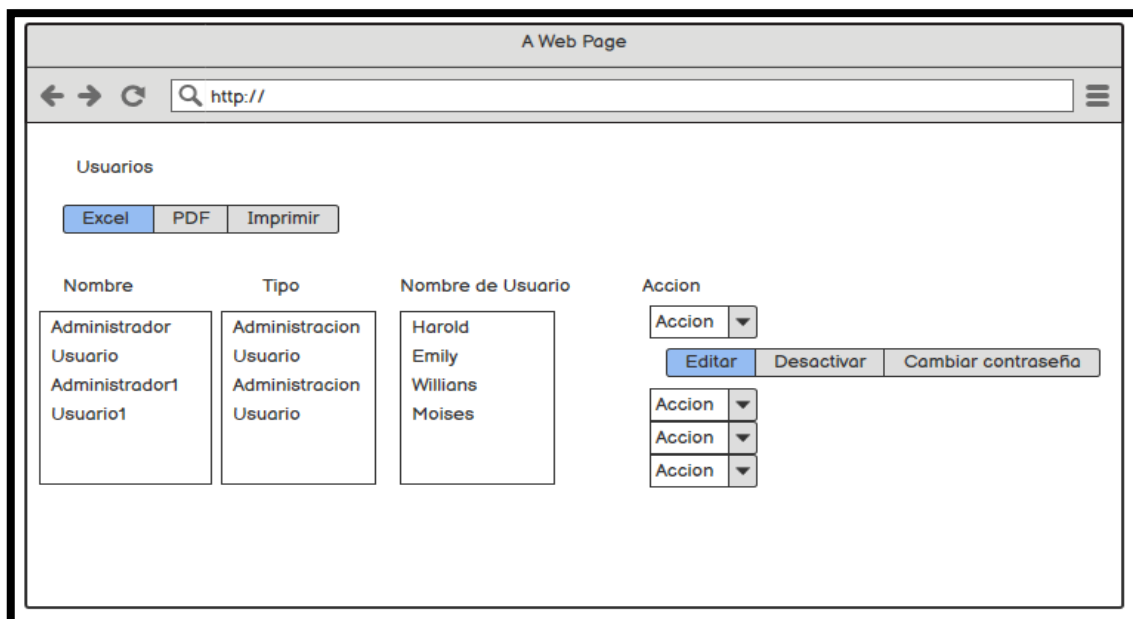 A Web Page
http://
Usuarios
Excel PDF Imprimir
Nombre Tipo Nombre de Usuario Accion
Administrador Administracion Harold Accion
Usuario Usuario Emily Editar Desactivar Cambiar contraseña
Administrador1 Administracion Willians Accion
Usuario1 Usuario Moises Accion
Accion